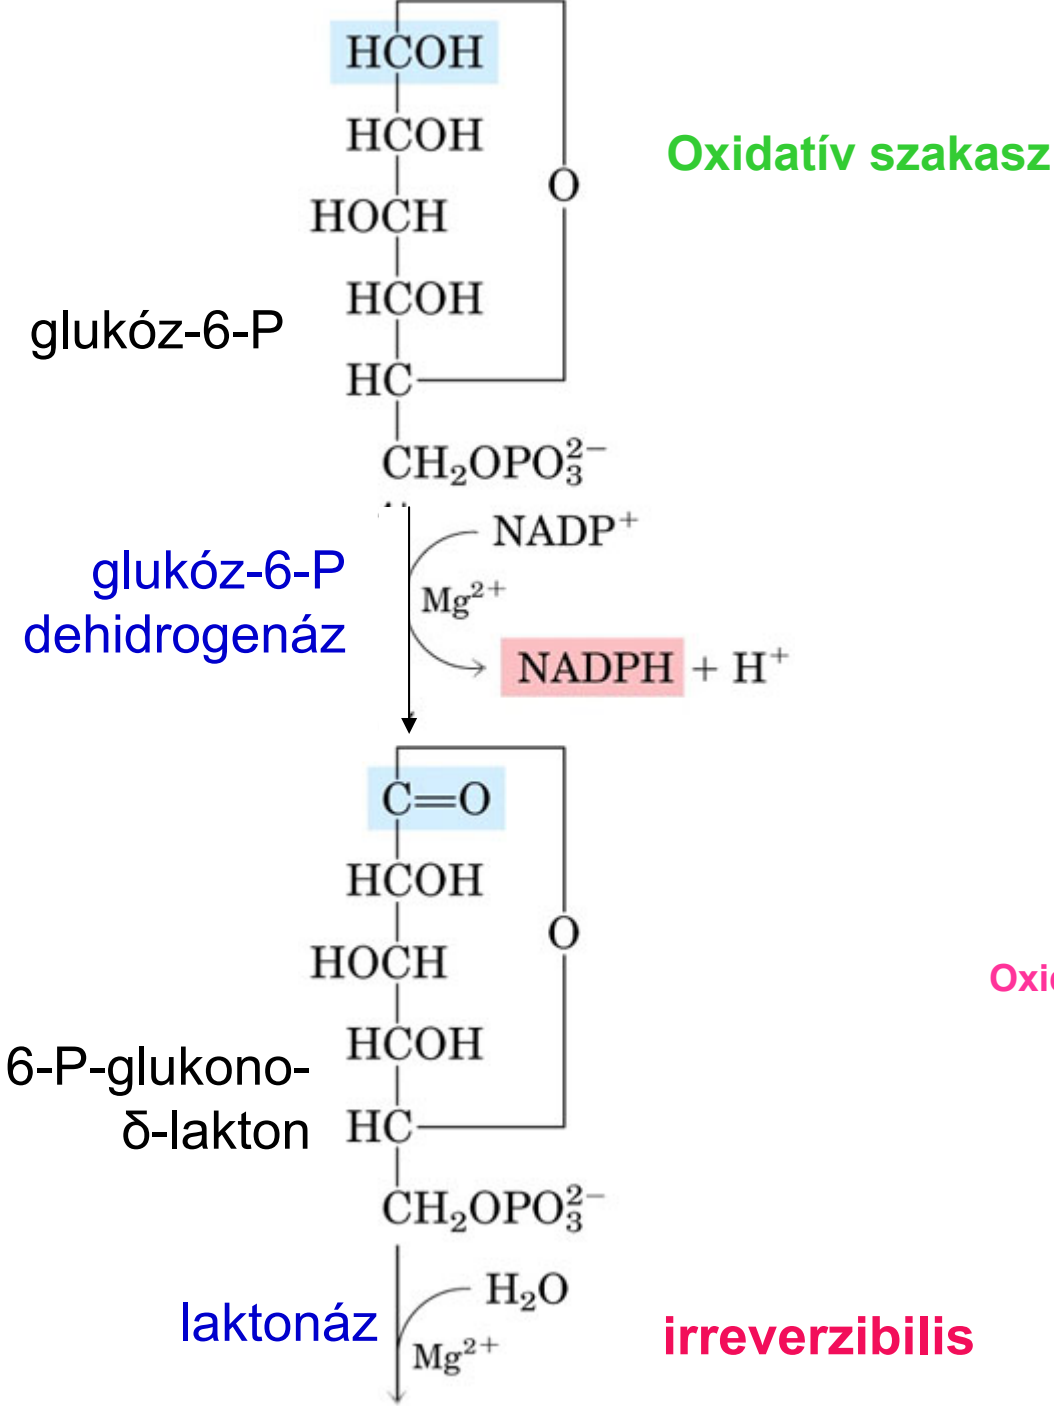 HCOH
HCOH
Oxidatív szakasz
O
HOCH
HCOH
glukóz-6-P
HC
CH₂OPO₃²⁻
NADP⁺
glukóz-6-P
dehidrogenáz
Mg²⁺
NADPH + H⁺
C=O
HCOH
O
HOCH
HCOH
6-P-glukono-
δ-lakton
HC
CH₂OPO₃²⁻
H₂O
laktonáz
Mg²⁺
irreverzibilis